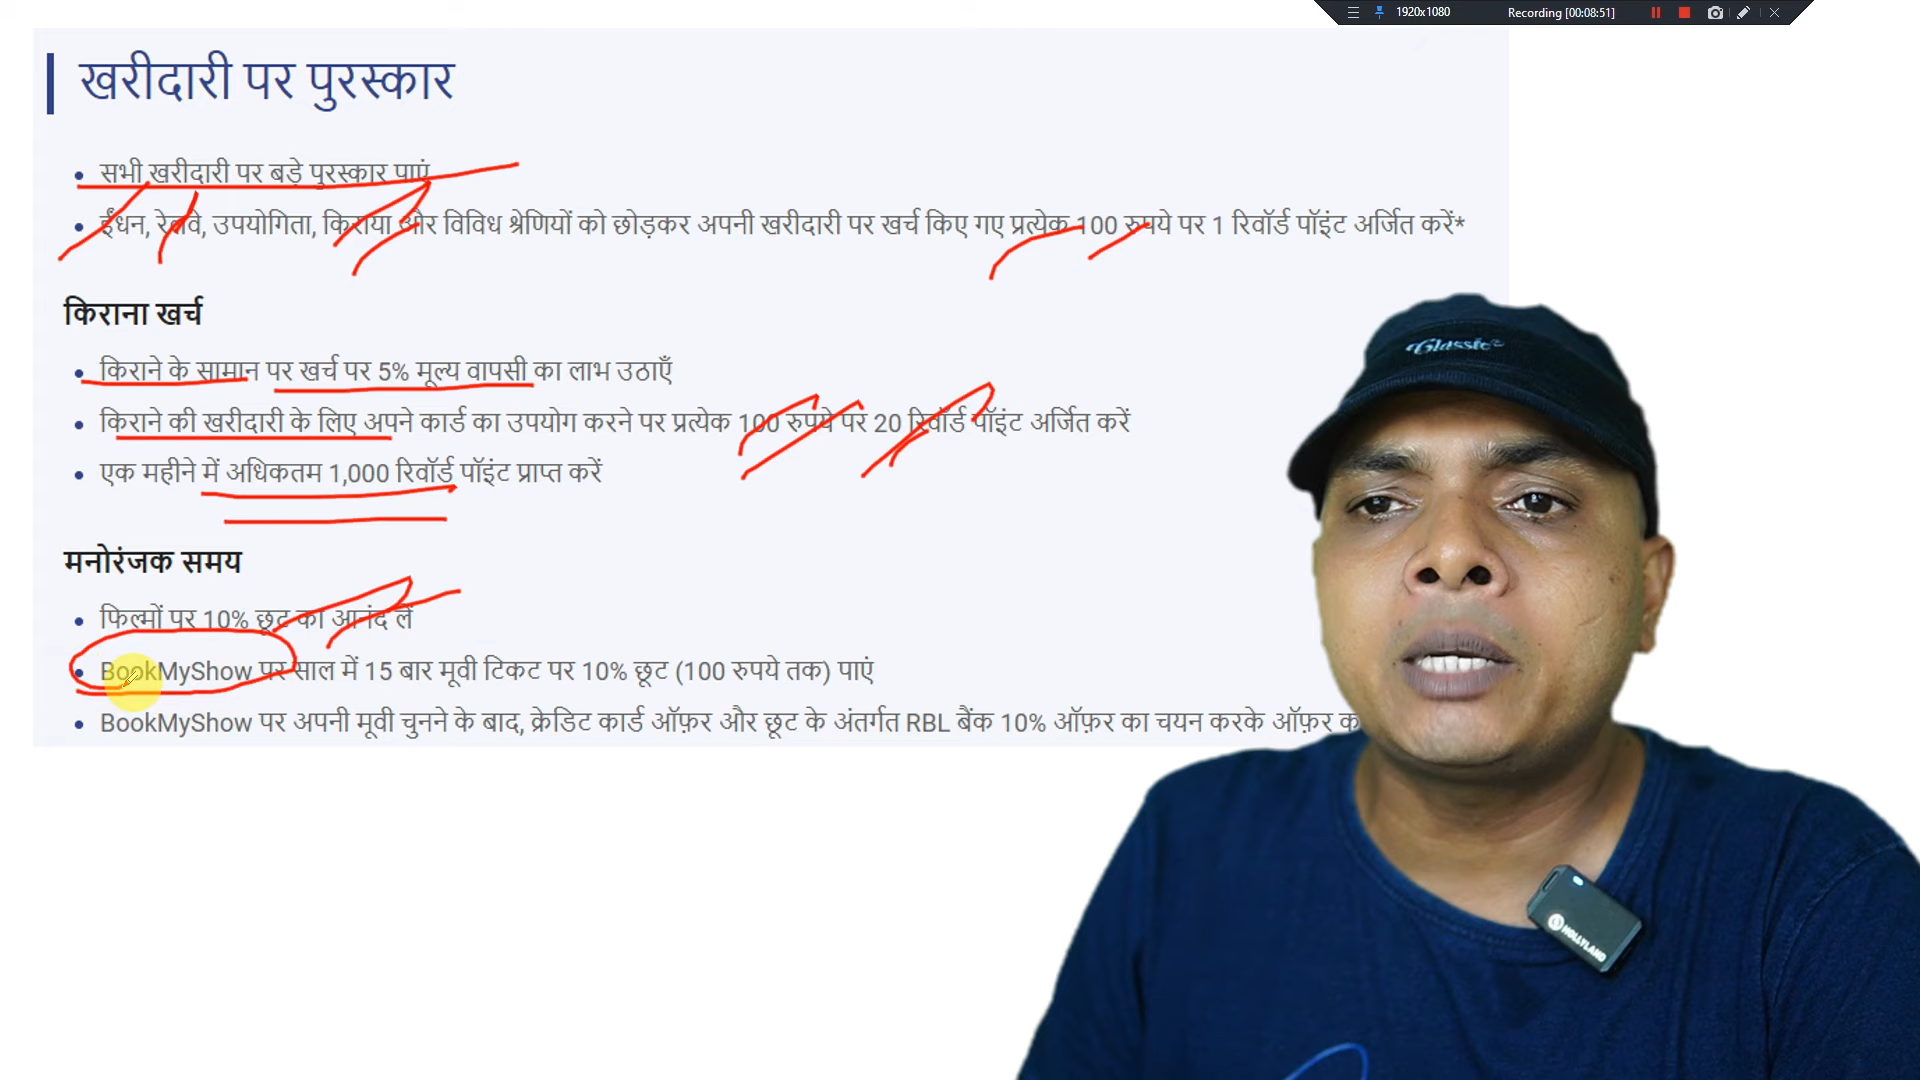 1920x1080 Recording [00:08:51]
खरीदारी पर पुरस्कार
सभी खरीदारी पर बड़े पुरस्कार पाएं
ईंधन, रेलवे, उपयोगिता, किराया और विविध श्रेणियों को छोड़कर अपनी खरीदारी पर खर्च किए गए प्रत्येक 100 रुपये पर 1 रिवॉर्ड पॉइंट अर्जित करें*
किराना खर्च
किराने के सामान पर खर्च पर 5% मूल्य वापसी का लाभ उठाएँ
किराने की खरीदारी के लिए अपने कार्ड का उपयोग करने पर प्रत्येक 100 रुपये पर 20 रिवॉर्ड पॉइंट अर्जित करें
एक महीने में अधिकतम 1,000 रिवॉर्ड पॉइंट प्राप्त करें
मनोरंजक समय
फिल्मों पर 10% छूट का आनंद लें
BookMyShow पर साल में 15 बार मूवी टिकट पर 10% छूट (100 रुपये तक) पाएं
BookMyShow पर अपनी मूवी चुनने के बाद, क्रेडिट कार्ड ऑफ़र और छूट के अंतर्गत RBL बैंक 10% ऑफ़र का चयन करके ऑफ़र
Classic
HOLLYLAND